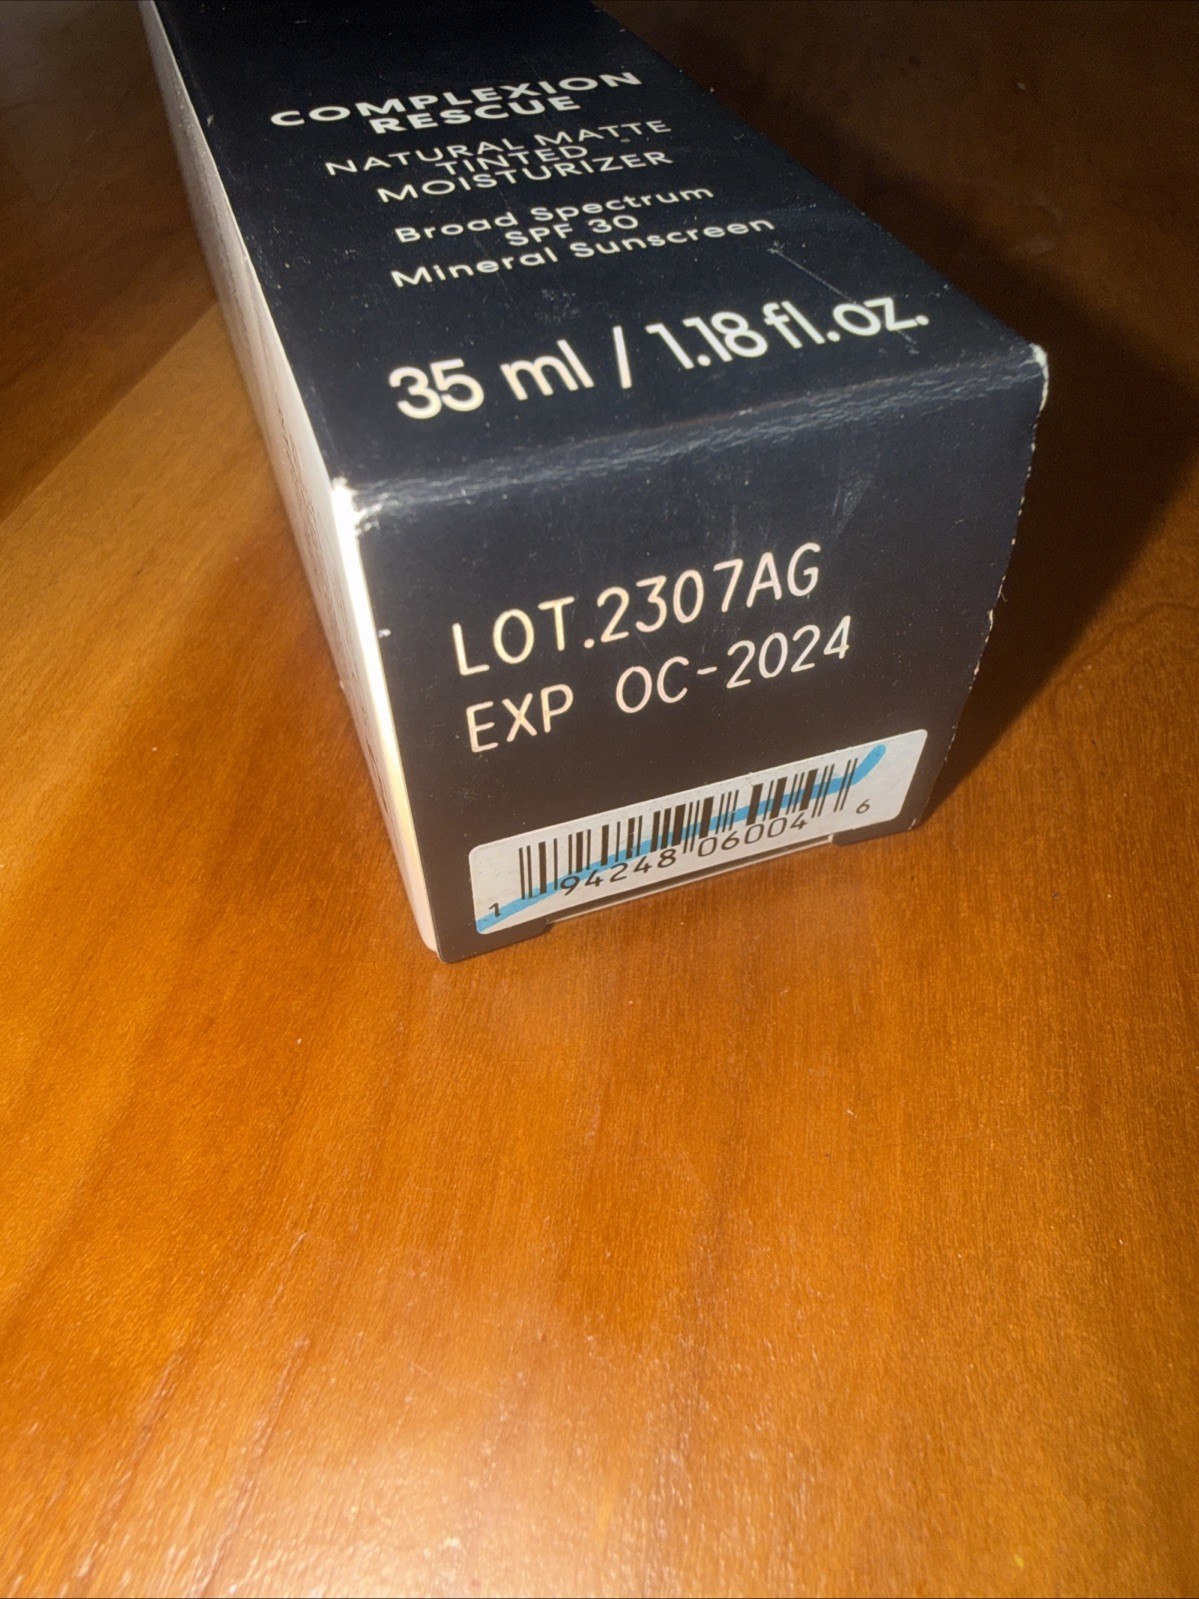 COMPLEXION
RESCUE
NATURAL MATTE
TINTED
MOISTURIZER
Broad Spectrum
SPF 30
Mineral Sunscreen
35 ml / 1.18 fl.oz.
LOT.2307AG
EXP OC-2024
1 94248 06004 6